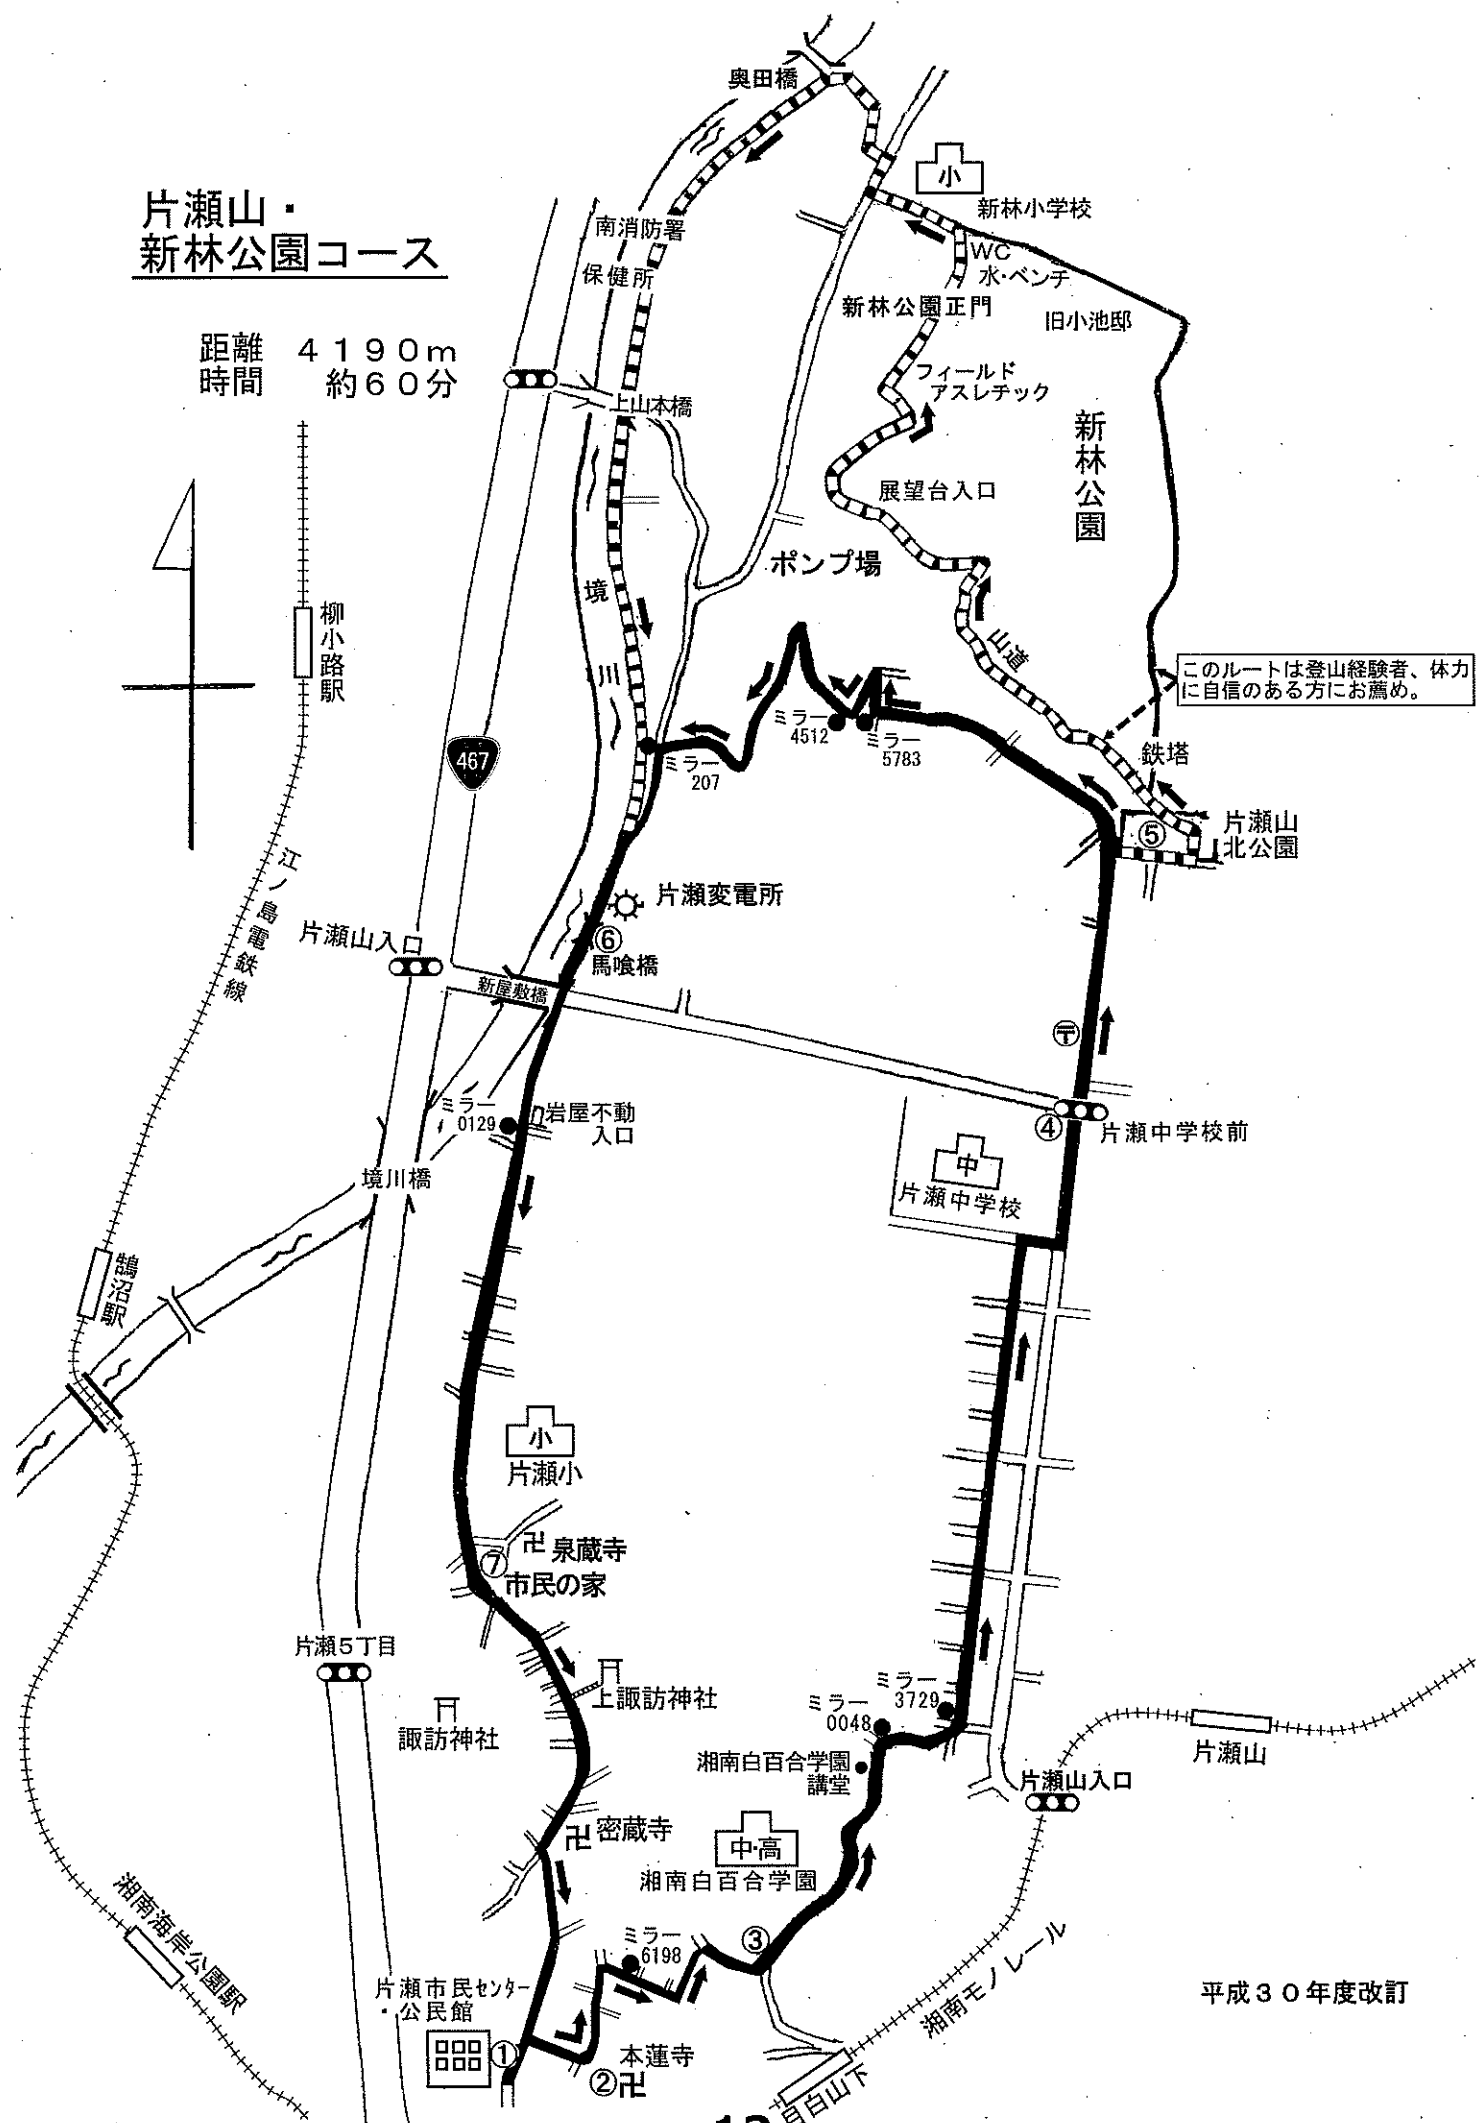 片瀬山・
新林公園コース
距離 4190m
時間 約60分
奥田橋
小
新林小学校
南消防署
保健所
WC
水・ベンチ
新林公園正門
旧小池邸
フィールド
アスレチック
上山本橋
新林公園
展望台入口
ポンプ場
境川
柳小路駅
山道
このルートは登山経験者、体力
に自信のある方にお薦め。
ミラー
4512
ミラー
5783
鉄塔
467
ミラー
207
⑤
片瀬山
北公園
江ノ島電鉄線
片瀬変電所
片瀬山入口
⑥
馬喰橋
新屋敷橋
〒
ミラー
0129
岩屋不動
入口
④
片瀬中学校前
中
片瀬中学校
境川橋
鵠沼駅
小
片瀬小
卍 泉蔵寺
⑦
市民の家
片瀬5丁目
上諏訪神社
諏訪神社
ミラー
3729
ミラー
0048
湘南白百合学園
講堂
片瀬山
片瀬山入口
卍 密蔵寺
中・高
湘南白百合学園
③
ミラー
6198
湘南海岸公園駅
片瀬市民センター
・公民館
湘南モノレール
平成30年度改訂
①
本蓮寺
②卍
目白山下